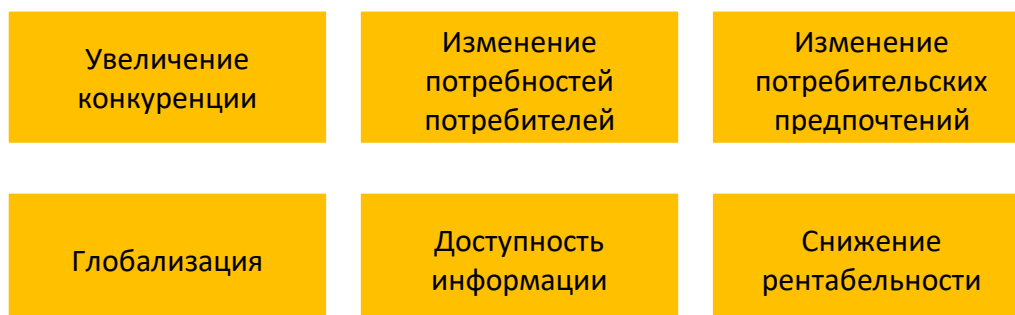 Увеличение
конкуренции
Изменение
потребностей
потребителей
Изменение
потребительских
предпочтений
Глобализация
Доступность
информации
Снижение
рентабельности